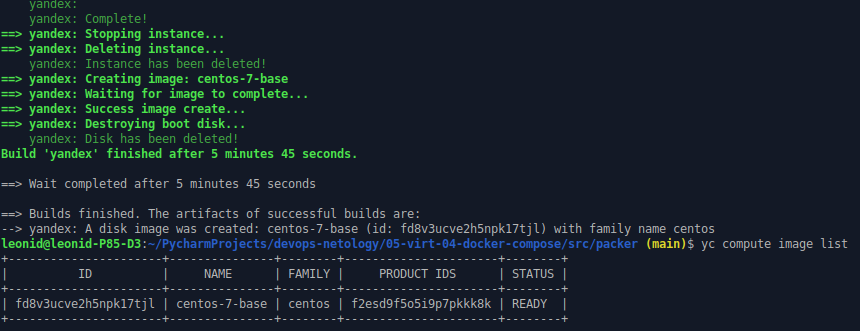 yandex:
yandex: Complete!
==> yandex: Stopping instance...
==> yandex: Deleting instance...
yandex: Instance has been deleted!
==> yandex: Creating image: centos-7-base
==> yandex: Waiting for image to complete...
==> yandex: Success image create...
==> yandex: Destroying boot disk...
yandex: Disk has been deleted!
Build 'yandex' finished after 5 minutes 45 seconds.
==> Wait completed after 5 minutes 45 seconds
==> Builds finished. The artifacts of successful builds are:
--> yandex: A disk image was created: centos-7-base (id: fd8v3ucve2h5npk17tjl) with family name centos
leonid@leonid-P85-D3:~/PycharmProjects/devops-netology/05-virt-04-docker-compose/src/packer (main)$ yc compute image list
+----------------------+---------------+--------+----------------------+--------+
|          ID          |     NAME      | FAMILY |     PRODUCT IDS      | STATUS |
+----------------------+---------------+--------+----------------------+--------+
| fd8v3ucve2h5npk17tjl | centos-7-base | centos | f2esd9f5o5i9p7pkkk8k | READY  |
+----------------------+---------------+--------+----------------------+--------+